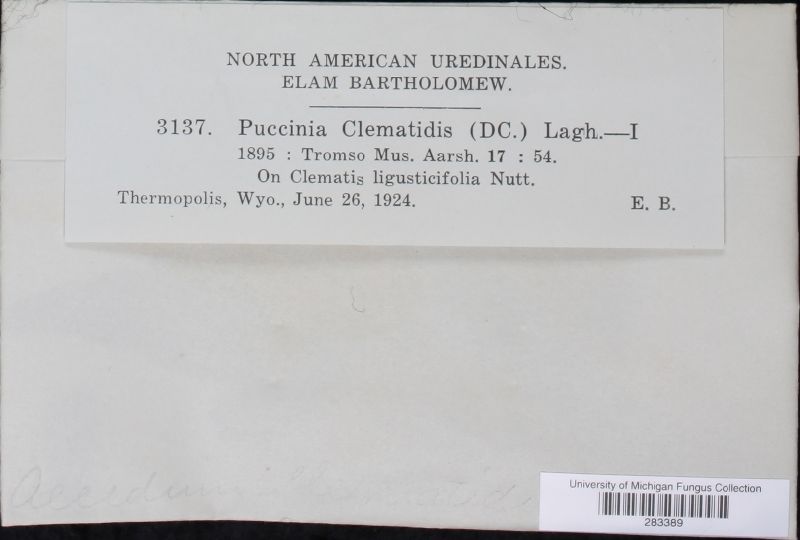 NORTH AMERICAN UREDINALES.
ELAM BARTHOLOMEW.
3137. Puccinia Clematidis (DC.) Lagh.—I
1895 : Tromso Mus. Aarsh. 17 : 54.
On Clematis ligusticifolia Nutt.
Thermopolis, Wyo., June 26, 1924. E. B.
University of Michigan Fungus Collection
283389